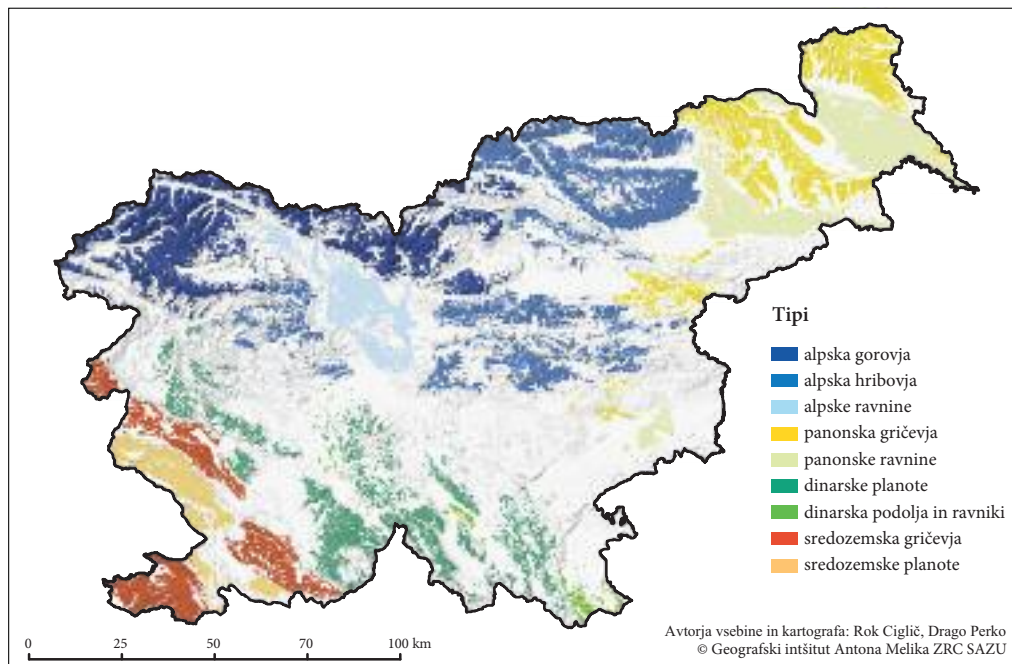 Tipi
alpska gorovja
alpska hribovja
alpske ravnine
panonska gričevja
panonske ravnine
dinarske planote
dinarska podolja in ravniki
sredozemska gričevja
sredozemske planote
0 25 50 70 100 km
Avtorja vsebine in kartografa: Rok Ciglič, Drago Perko
© Geografski intšitut Antona Melika ZRC SAZU